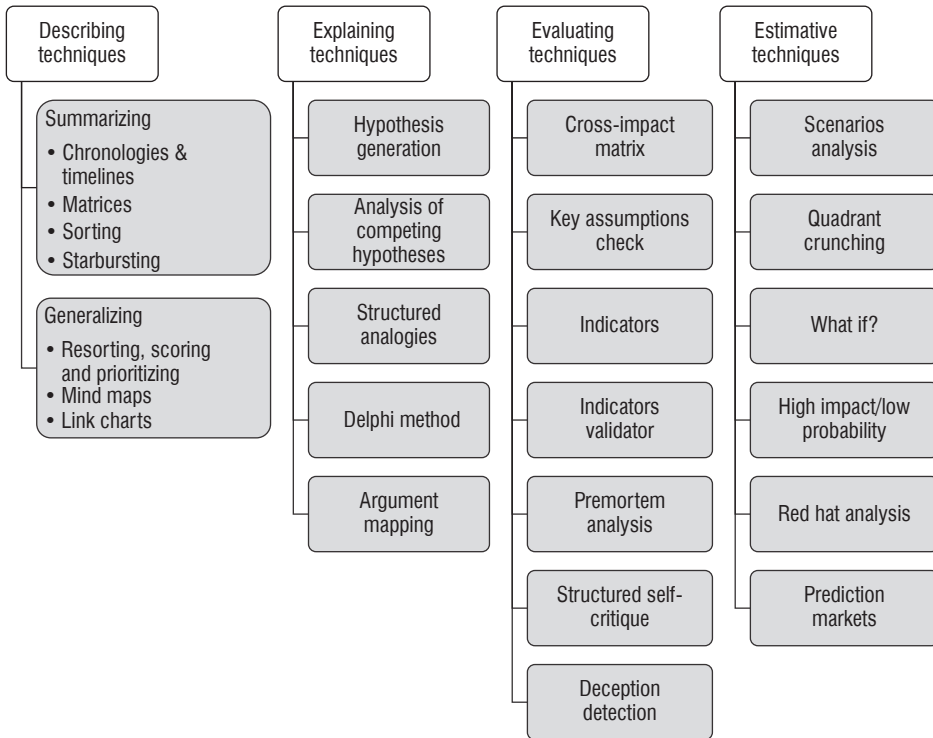 Describing
techniques
Summarizing
• Chronologies &
timelines
• Matrices
• Sorting
• Starbursting
Generalizing
• Resorting, scoring
and prioritizing
• Mind maps
• Link charts
Explaining
techniques
Hypothesis
generation
Analysis of
competing
hypotheses
Structured
analogies
Delphi method
Argument
mapping
Evaluating
techniques
Cross-impact
matrix
Key assumptions
check
Indicators
Indicators
validator
Premortem
analysis
Structured self-
critique
Deception
detection
Estimative
techniques
Scenarios
analysis
Quadrant
crunching
What if?
High impact/low
probability
Red hat analysis
Prediction
markets